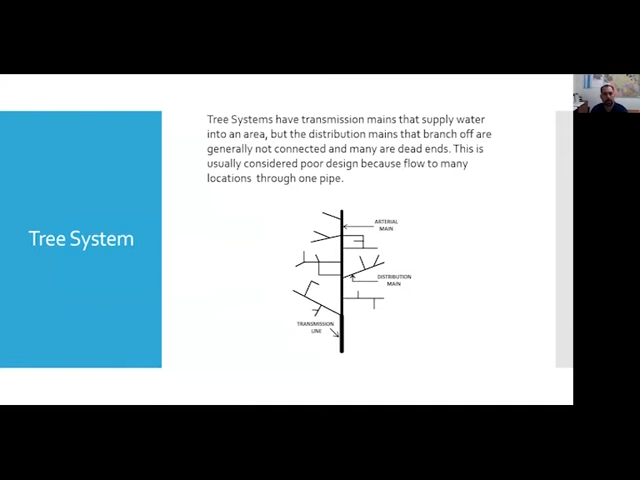 Tree Systems have transmission mains that supply water
into an area, but the distribution mains that branch off are
generally not connected and many are dead ends. This is
usually considered poor design because flow to many
locations through one pipe.
Tree System
ARTERIAL
MAIN
DISTRIBUTION
MAIN
TRANSMISSION
LINE